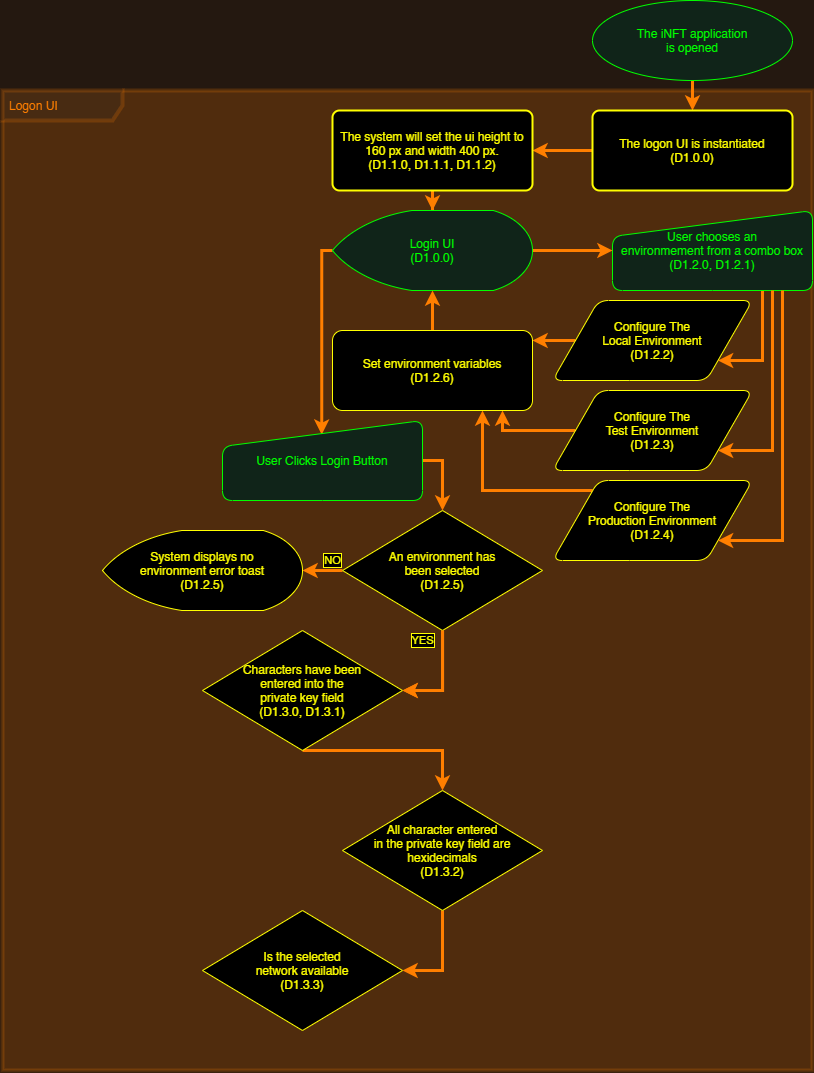 The iNFT application
is opened
Logon UI
The system will set the ui height to
160 px and width 400 px.
(D1.1.0, D1.1.1, D1.1.2)
The logon UI is instantiated
(D1.0.0)
Login UI
(D1.0.0)
User chooses an
environmement from a combo box
(D1.2.0, D1.2.1)
Configure The
Local Environment
(D1.2.2)
Set environment variables
(D1.2.6)
Configure The
Test Environment
(D1.2.3)
User Clicks Login Button
Configure The
Production Environment
(D1.2.4)
An environment has
been selected
(D1.2.5)
NO
System displays no
environment error toast
(D1.2.5)
YES
Characters have been
entered into the
private key field
(D1.3.0, D1.3.1)
All character entered
in the private key field are
hexidecimals
(D1.3.2)
Is the selected
network available
(D1.3.3)